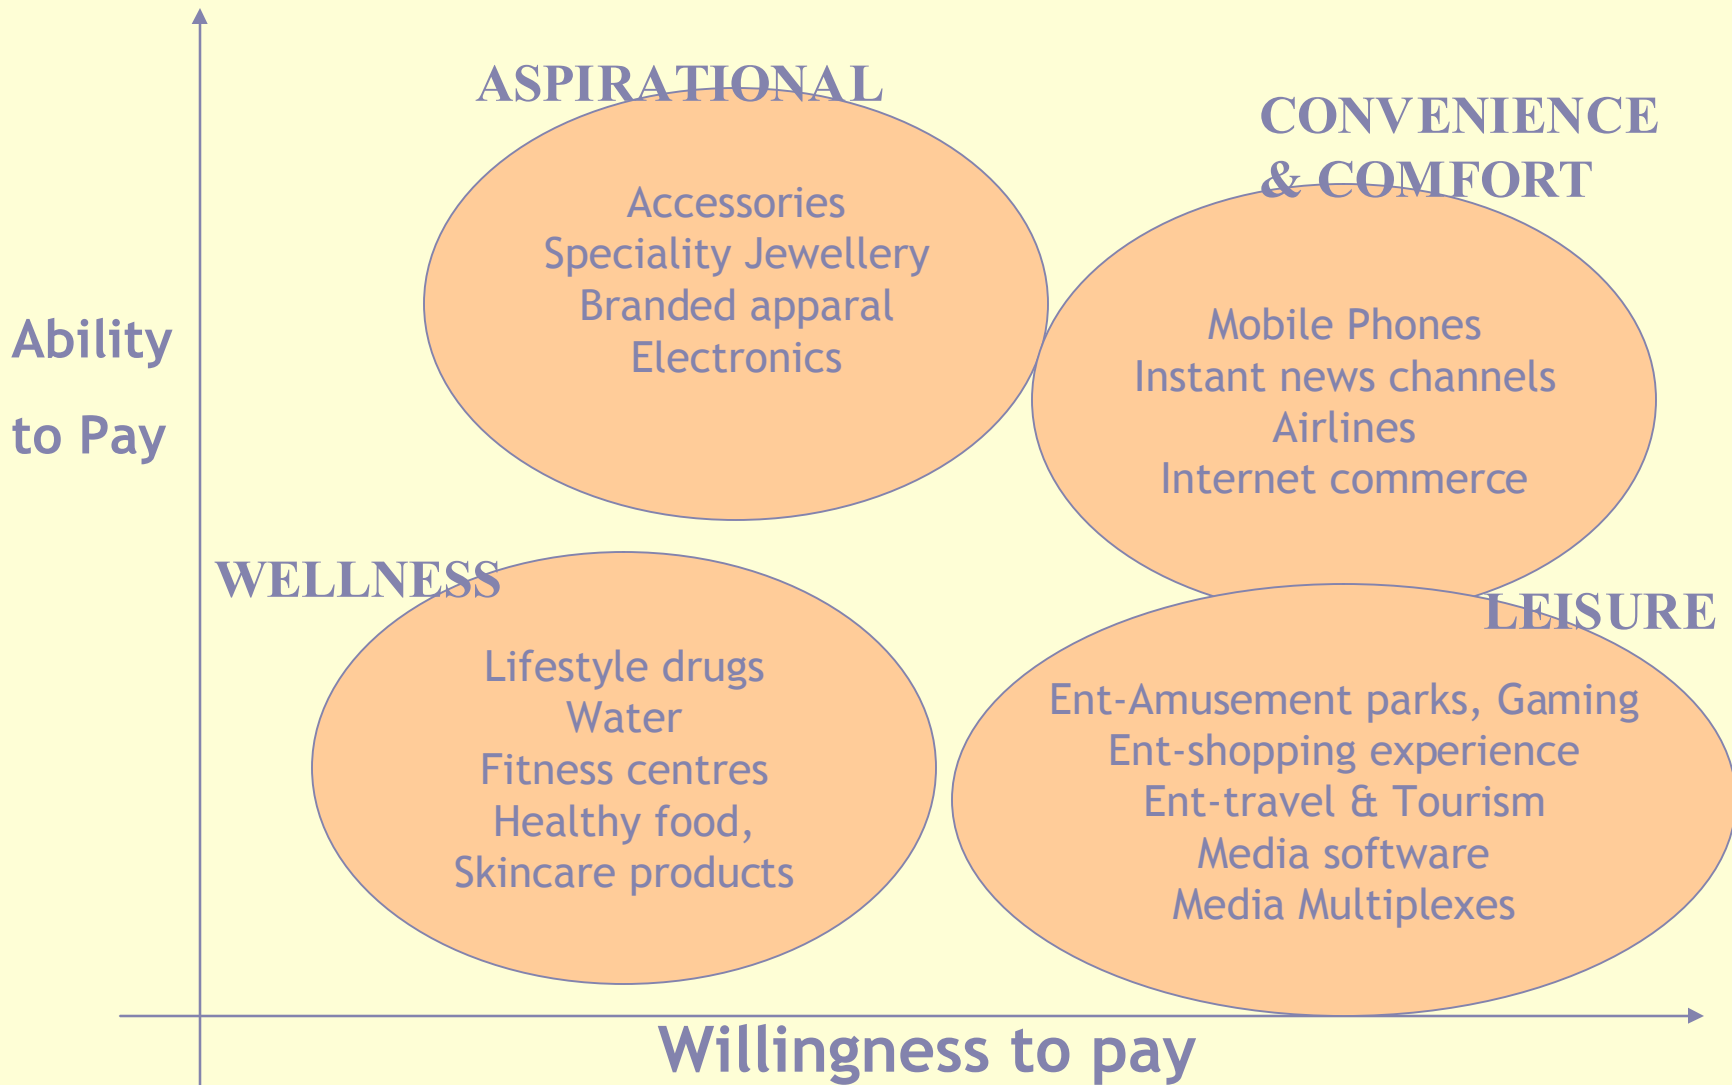 ASPIRATIONAL
Accessories
Speciality Jewellery
Branded apparal
Electronics
CONVENIENCE
& COMFORT
Mobile Phones
Instant news channels
Airlines
Internet commerce
Ability
to Pay
WELLNESS
Lifestyle drugs
Water
Fitness centres
Healthy food,
Skincare products
LEISURE
Ent-Amusement parks, Gaming
Ent-shopping experience
Ent-travel & Tourism
Media software
Media Multiplexes
Willingness to pay